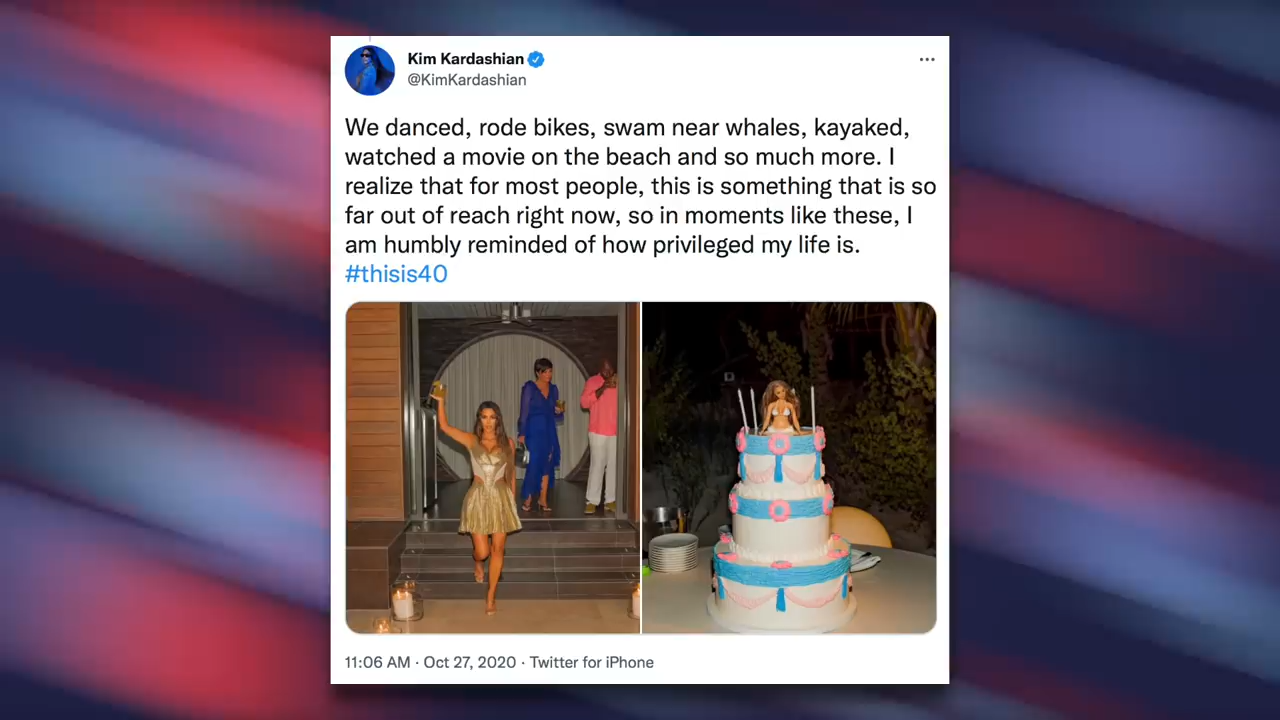 Kim Kardashian
@KimKardashian
We danced, rode bikes, swam near whales, kayaked,
watched a movie on the beach and so much more. I
realize that for most people, this is something that is so
far out of reach right now, so in moments like these, I
am humbly reminded of how privileged my life is.
#thisis40
11:06 AM · Oct 27, 2020 · Twitter for iPhone